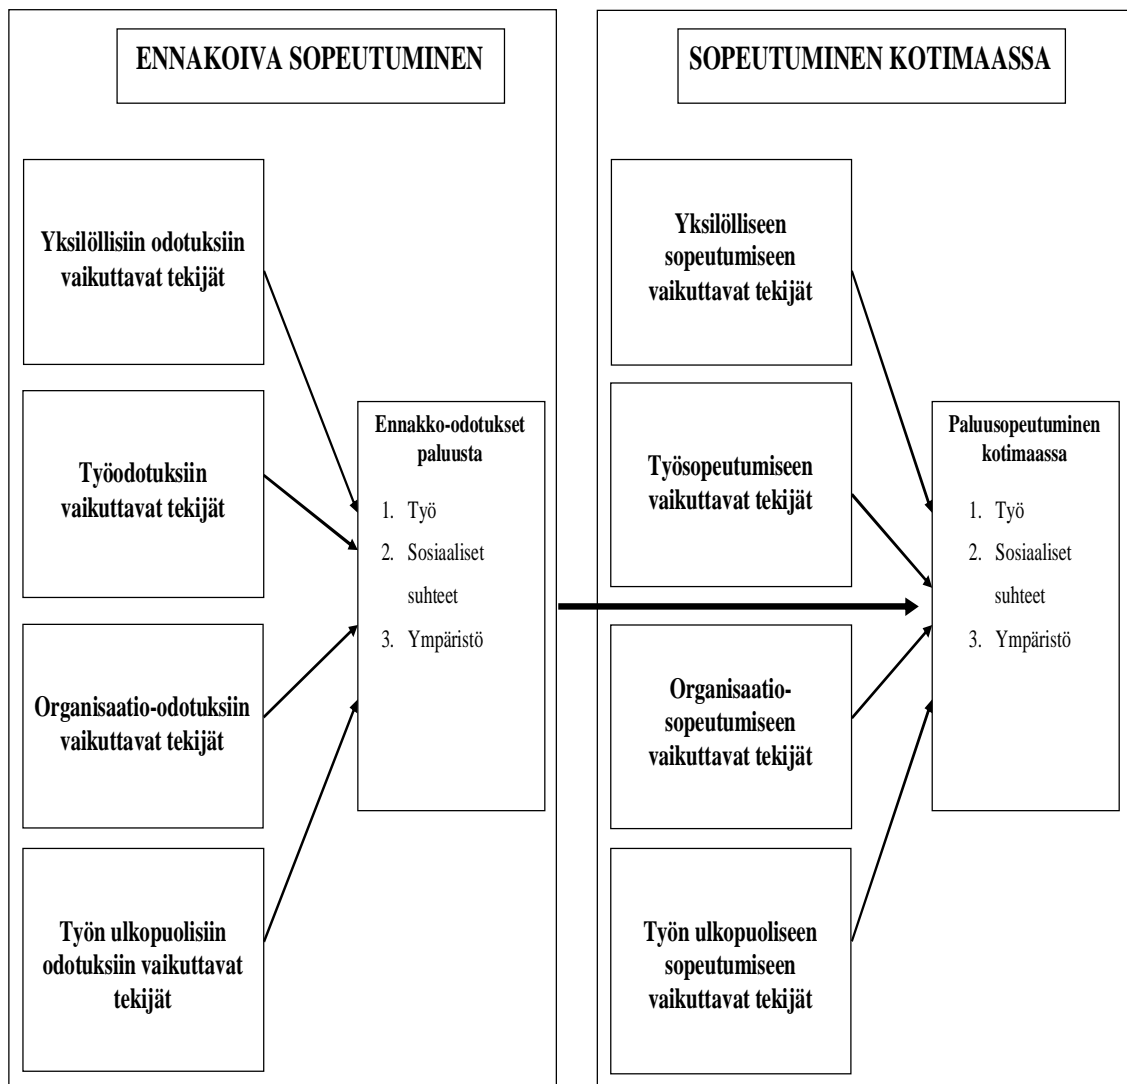 ENNAKOIVA SOPEUTUMINEN
Yksilöllisiin odotuksiin
vaikuttavat tekijät
Työodotuksiin
vaikuttavat tekijät
Organisaatio-odotuksiin
vaikuttavat tekijät
Työn ulkopuolisiin
odotuksiin vaikuttavat
tekijät
Ennakko-odotukset
paluusta
1. Työ
2. Sosiaaliset
suhteet
3. Ympäristö
SOPEUTUMINEN KOTIMAASSA
Yksilölliseen
sopeutumiseen
vaikuttavat tekijät
Työsopeutumiseen
vaikuttavat tekijät
Organisaatio-
sopeutumiseen
vaikuttavat tekijät
Työn ulkopuoliseen
sopeutumiseen
vaikuttavat tekijät
Paluusopeutuminen
kotimaassa
1. Työ
2. Sosiaaliset
suhteet
3. Ympäristö